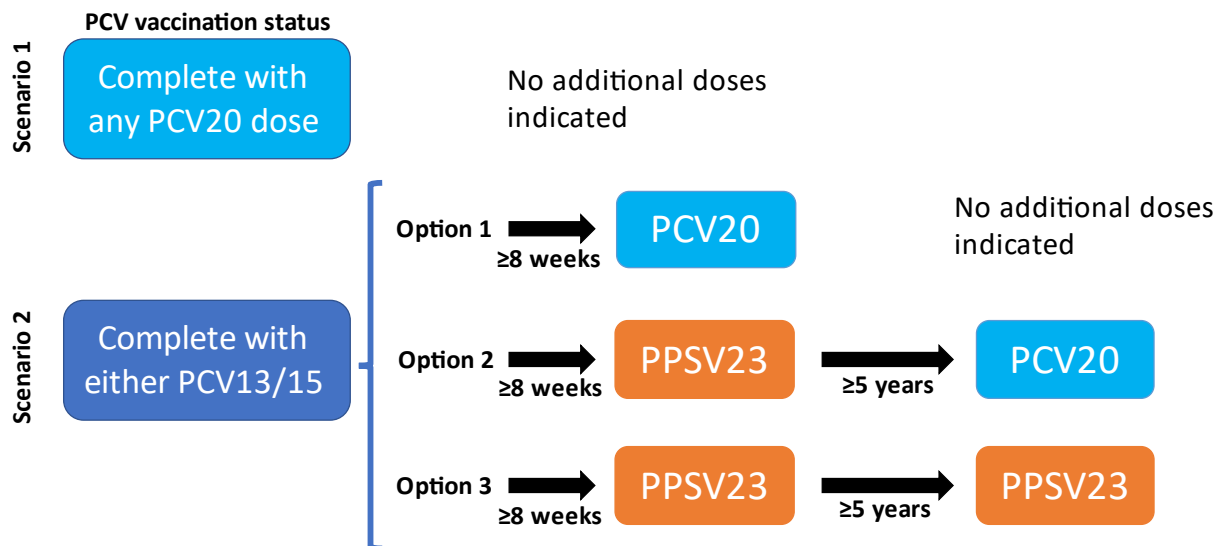 PCV vaccination status
Scenario 1
Complete with
any PCV20 dose
No additional doses
indicated
Scenario 2
Complete with
either PCV13/15
Option 1
≥8 weeks
PCV20
No additional doses
indicated
Option 2
≥8 weeks
PPSV23
≥5 years
PCV20
Option 3
≥8 weeks
PPSV23
≥5 years
PPSV23